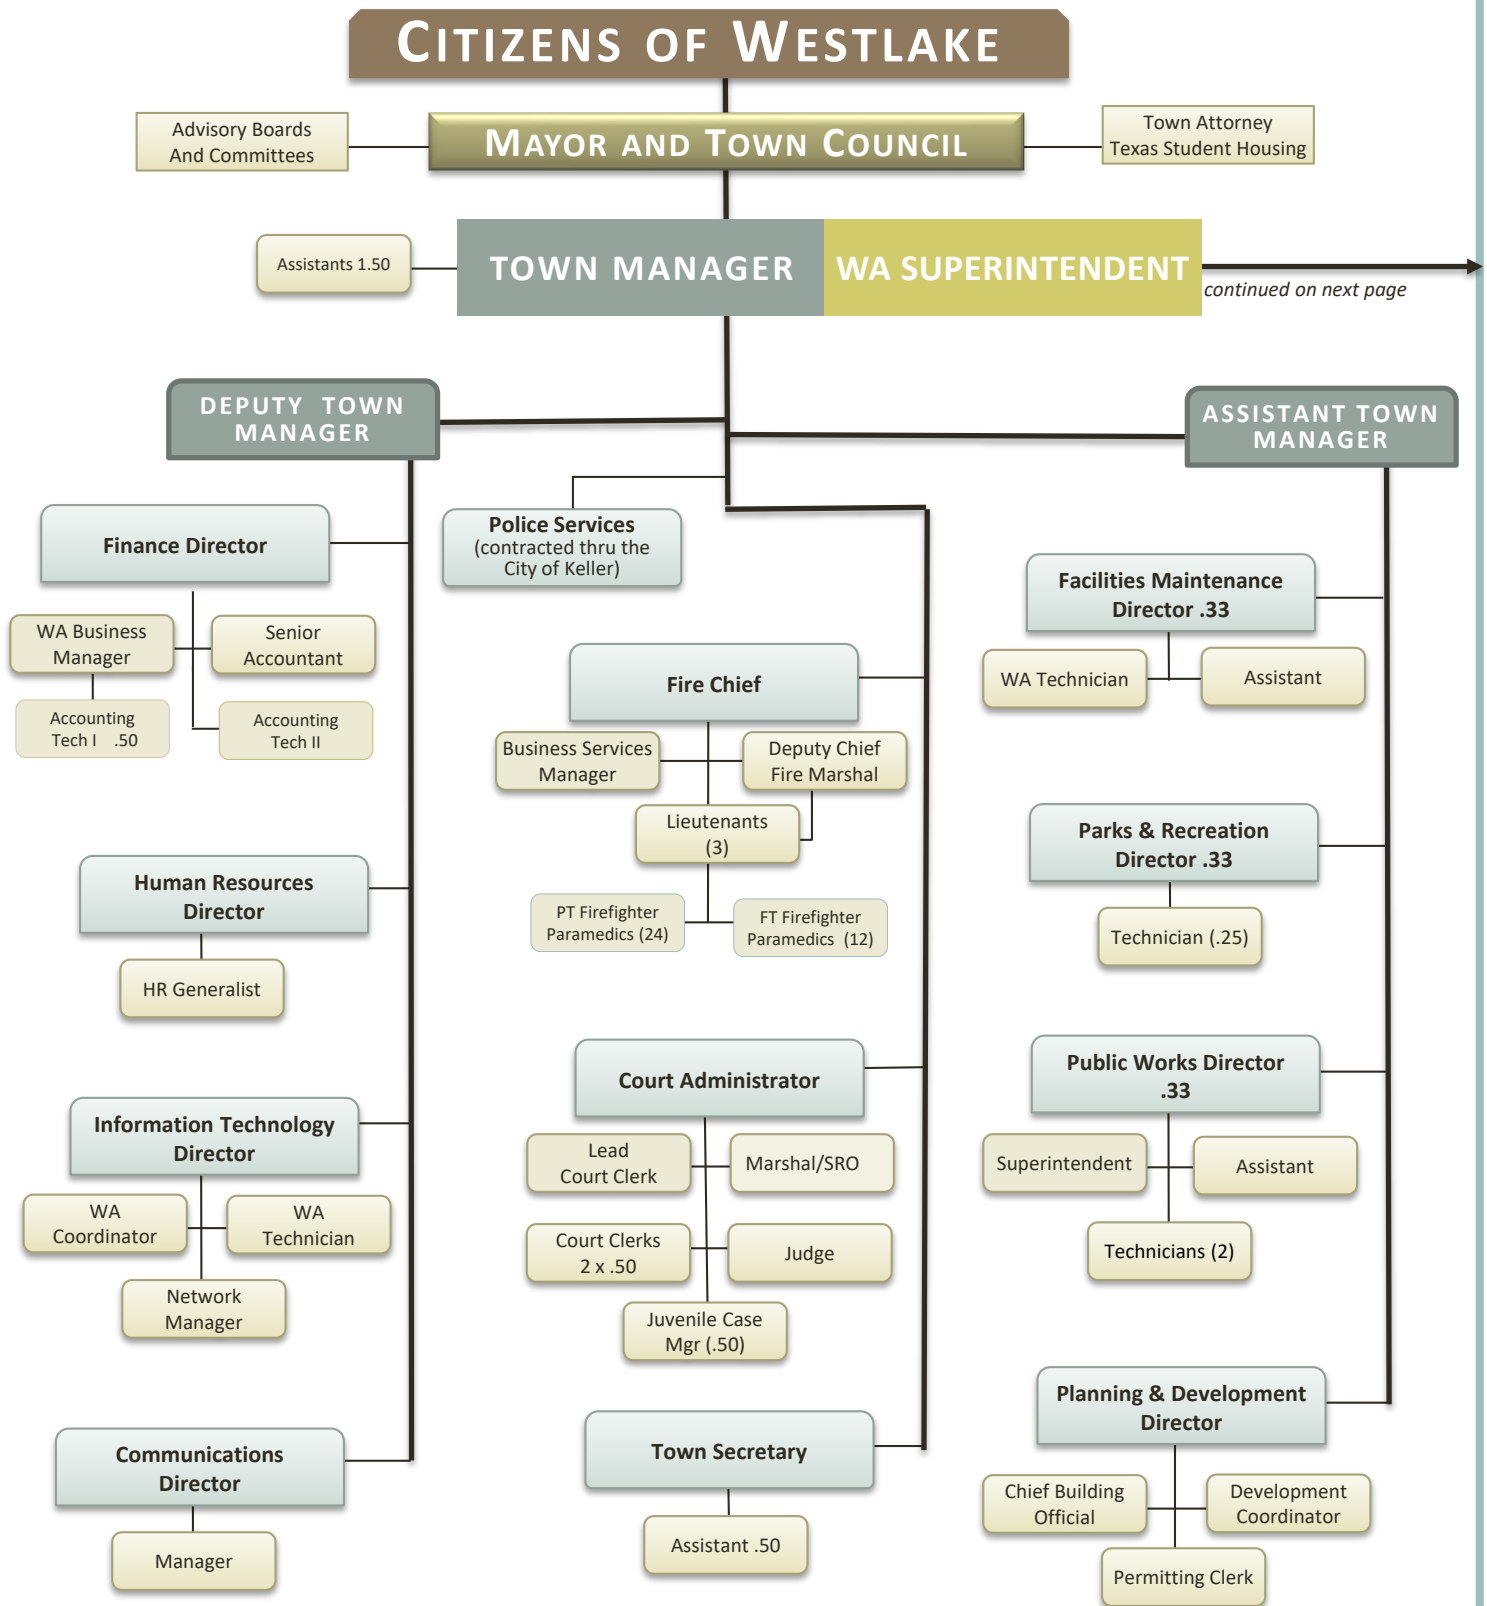 CITIZENS OF WESTLAKE
Advisory Boards
And Committees
MAYOR AND TOWN COUNCIL
Town Attorney
Texas Student Housing
Assistants 1.50
TOWN MANAGER
WA SUPERINTENDENT
continued on next page
DEPUTY TOWN
MANAGER
ASSISTANT TOWN
MANAGER
Finance Director
WA Business
Manager
Senior
Accountant
Accounting
Tech I .50
Accounting
Tech II
Human Resources
Director
HR Generalist
Information Technology
Director
WA
Coordinator
WA
Technician
Network
Manager
Communications
Director
Manager
Police Services
(contracted thru the
City of Keller)
Fire Chief
Business Services
Manager
Deputy Chief
Fire Marshal
Lieutenants
(3)
PT Firefighter
Paramedics (24)
FT Firefighter
Paramedics (12)
Court Administrator
Lead
Court Clerk
Marshal/SRO
Court Clerks
2 x .50
Judge
Juvenile Case
Mgr (.50)
Town Secretary
Assistant .50
Facilities Maintenance
Director .33
WA Technician
Assistant
Parks & Recreation
Director .33
Technician (.25)
Public Works Director
.33
Superintendent
Assistant
Technicians (2)
Planning & Development
Director
Chief Building
Official
Development
Coordinator
Permitting Clerk